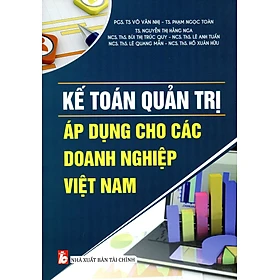 PGS. TS VÕ VĂN NHỊ – TS. PHẠM NGỌC TOÀN
TS. NGUYỄN THỊ HẰNG NGA
NCS. ThS. BÙI THỊ TRÚC QUY - NCS. ThS. LÊ ANH TUẤN
NCS. ThS. LÊ QUANG MẪN - NCS. ThS. HỒ XUÂN HỮU
KẾ TOÁN QUẢN TRỊ
ÁP DỤNG CHO CÁC
DOANH NGHIỆP
VIỆT NAM
NHÀ XUẤT BẢN TÀI CHÍNH